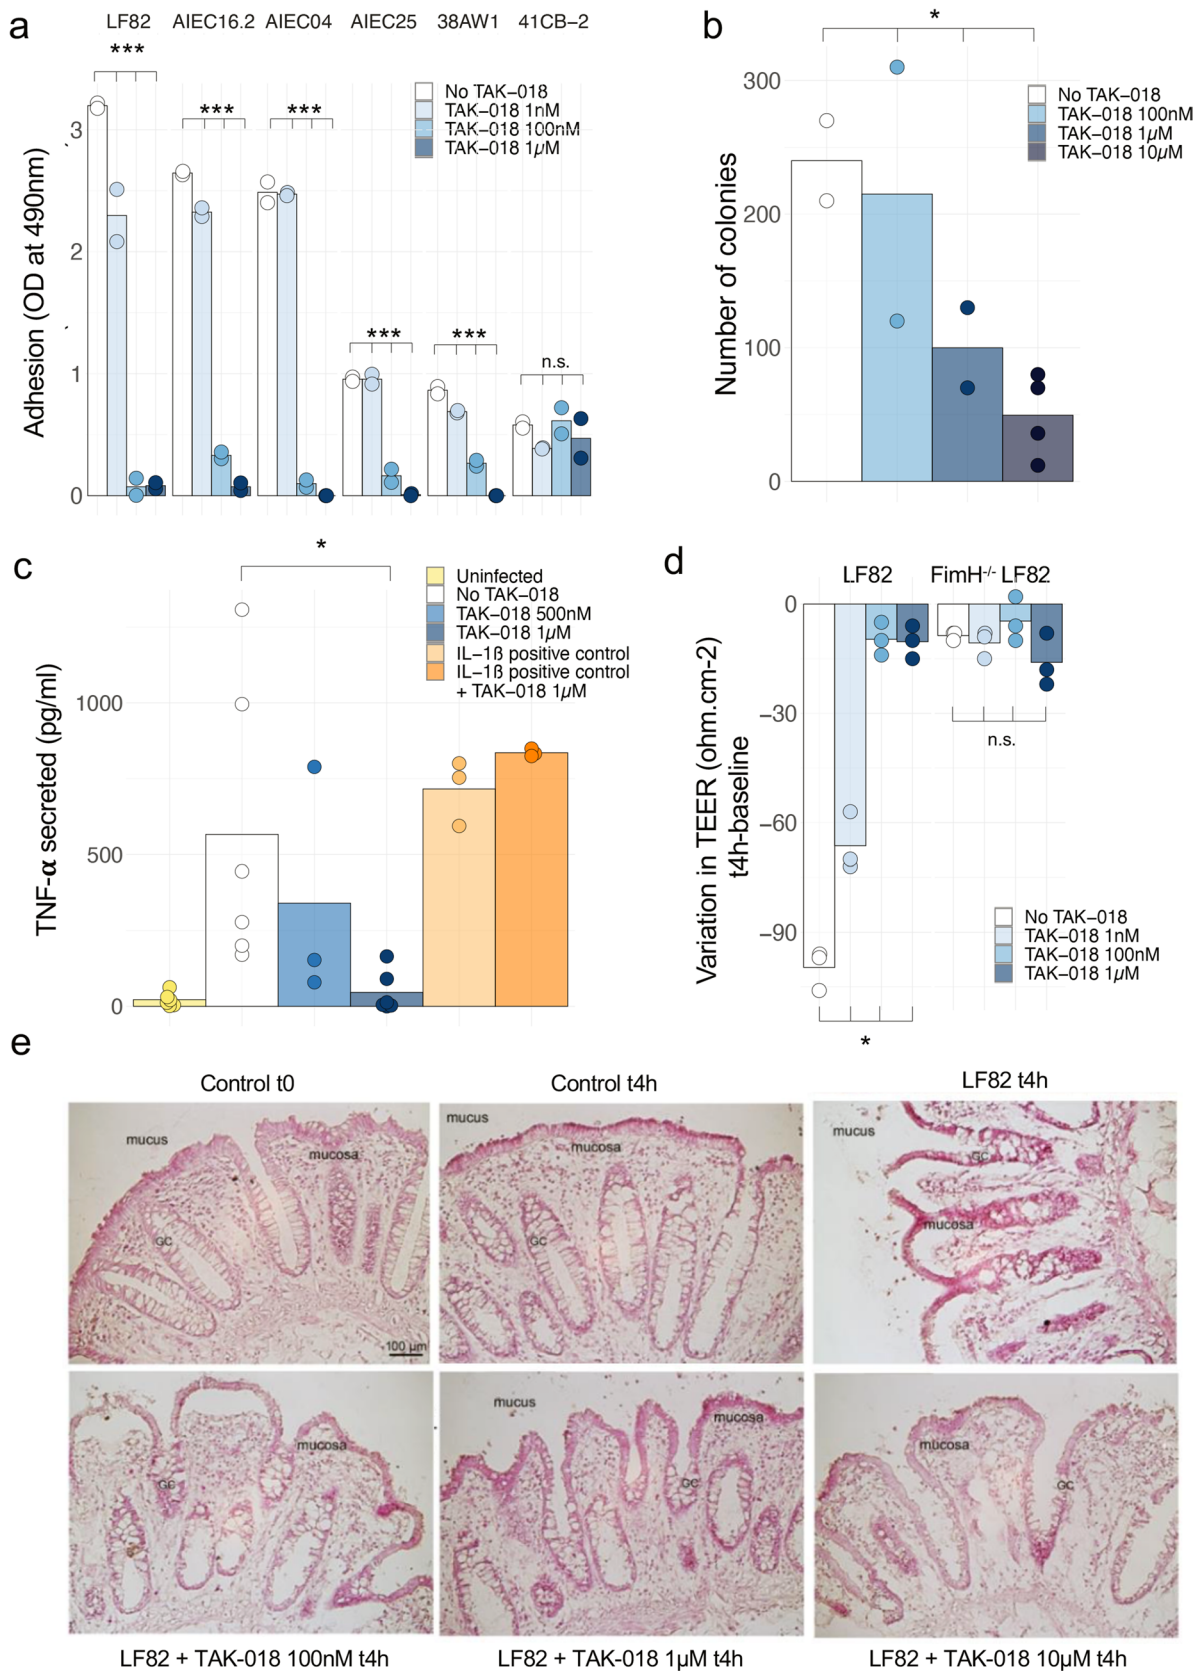 a
LF82 AIEC16.2 AIEC04 AIEC25 38AW1 41CB−2
*** *** *** *** *** n.s.
No TAK−018
TAK−018 1nM
TAK−018 100nM
TAK−018 1µM
Adhesion (OD at 490nm)
3
2
1
0
b
*
No TAK−018
TAK−018 100nM
TAK−018 1µM
TAK−018 10µM
Number of colonies
300
200
100
0
c
*
Uninfected
No TAK−018
TAK−018 500nM
TAK−018 1µM
IL−1ß positive control
IL−1ß positive control
+ TAK−018 1µM
TNF-α secreted (pg/ml)
1000
500
0
d
LF82 FimH-/- LF82
0
−30
−60
−90
n.s.
*
Variation in TEER (ohm.cm-2)
t4h-baseline
No TAK−018
TAK−018 1nM
TAK−018 100nM
TAK−018 1µM
e
Control t0
mucus
mucosa
GC
100 µm
Control t4h
mucus
mucosa
GC
LF82 t4h
mucus
GC
mucosa
mucosa
GC
LF82 + TAK-018 100nM t4h
mucus
mucosa
GC
LF82 + TAK-018 1µM t4h
mucosa
GC
LF82 + TAK-018 10µM t4h